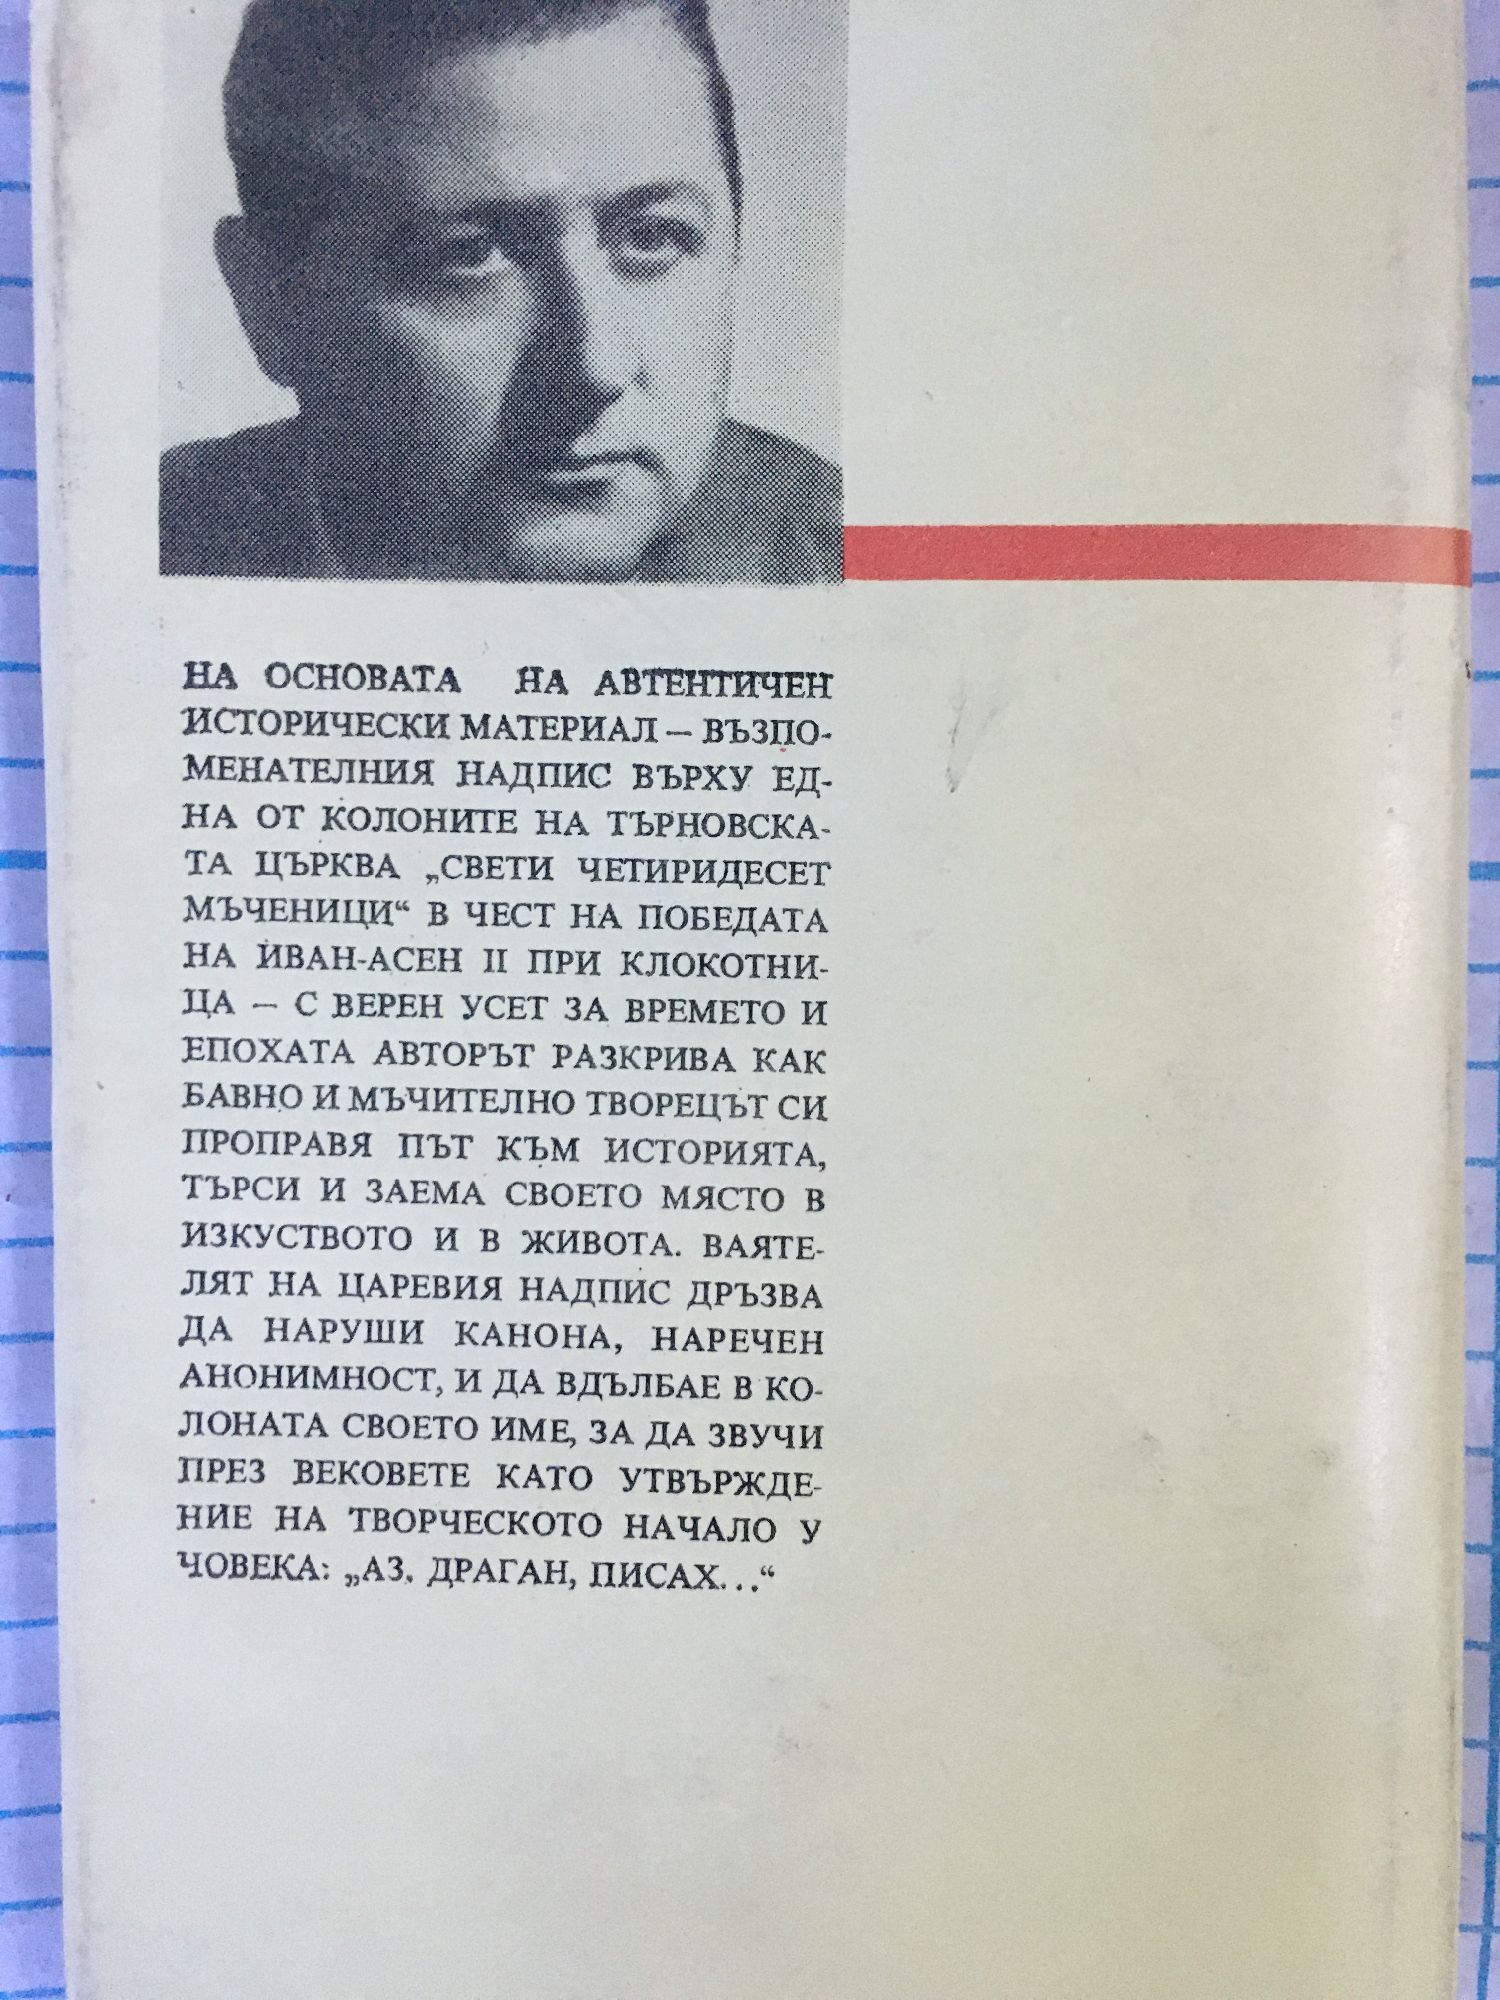 НА ОСНОВАТА НА АВТЕНТИЧЕН
ИСТОРИЧЕСКИ МАТЕРИАЛ – ВЪЗПО-
МЕНАТЕЛНИЯ НАДПИС ВЪРХУ ЕД-
НА ОТ КОЛОНИТЕ НА ТЪРНОВСКА-
ТА ЦЪРКВА „СВЕТИ ЧЕТИРИДЕСЕТ
МЪЧЕНИЦИ“ В ЧЕСТ НА ПОБЕДАТА
НА ИВАН-АСЕН II ПРИ КЛОКОТНИ-
ЦА – С ВЕРЕН УСЕТ ЗА ВРЕМЕТО И
ЕПОХАТА АВТОРЪТ РАЗКРИВА КАК
БАВНО И МЪЧИТЕЛНО ТВОРЕЦЪТ СИ
ПРОПРАВЯ ПЪТ КЪМ ИСТОРИЯТА,
ТЪРСИ И ЗАЕМА СВОЕТО МЯСТО В
ИЗКУСТВОТО И В ЖИВОТА. ВАЯТЕ-
ЛЯТ НА ЦАРЕВИЯ НАДПИС ДРЪЗВА
ДА НАРУШИ КАНОНА, НАРЕЧЕН
АНОНИМНОСТ, И ДА ВДЪЛБАЕ В КО-
ЛОНАТА СВОЕТО ИМЕ, ЗА ДА ЗВУЧИ
ПРЕЗ ВЕКОВЕТЕ КАТО УТВЪРЖДЕ-
НИЕ НА ТВОРЧЕСКОТО НАЧАЛО У
ЧОВЕКА: „АЗ, ДРАГАН, ПИСАХ...“